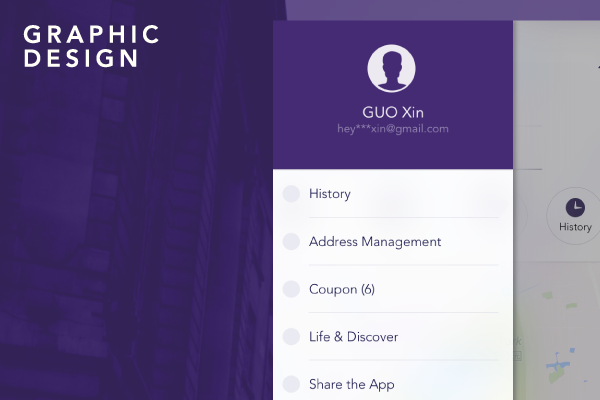 GRAPHIC
DESIGN
GUO Xin
hey***xin@gmail.com
History
Address Management
Coupon (6)
Life & Discover
Share the App
History